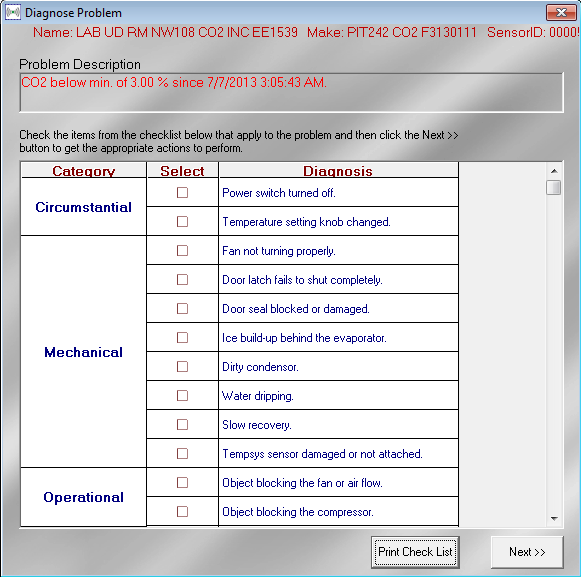 Diagnose Problem
Name: LAB UD RM NW108 CO2 INC EE1539 Make: PIT242 CO2 F3130111 SensorID: 0000
Problem Description
CO2 below min. of 3.00 % since 7/7/2013 3:05:43 AM.
Check the items from the checklist below that apply to the problem and then click the Next >>
button to get the appropriate actions to perform.
Category Select Diagnosis
Circumstantial
Power switch turned off.
Temperature setting knob changed.
Mechanical
Fan not turning properly.
Door latch fails to shut completely.
Door seal blocked or damaged.
Ice build-up behind the evaporator.
Dirty condensor.
Water dripping.
Slow recovery.
Tempsys sensor damaged or not attached.
Operational
Object blocking the fan or air flow.
Object blocking the compressor.
Print Check List
Next >>